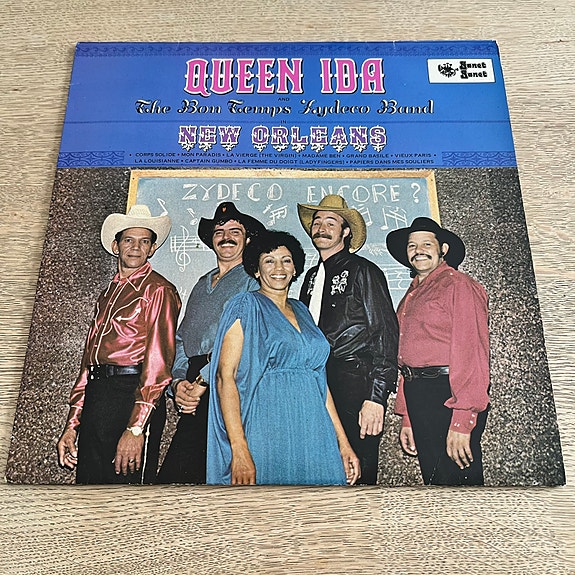 QUEEN IDA
AND
The Bon Temps Zydeco Band
IN
NEW ORLEANS
• CORPS SOLIDE • MON PARADIS • LA VIERGE (THE VIRGIN) • MADAME BEN • GRAND BASILE • VIEUX PARIS •
LA LOUISIANNE • CAPTAIN GUMBO • LA FEMME DU DOIGT (LADYFINGERS) • PAPIERS DANS MES SOULIERS
Sunet
Sunet
ZYDECO ENCORE?